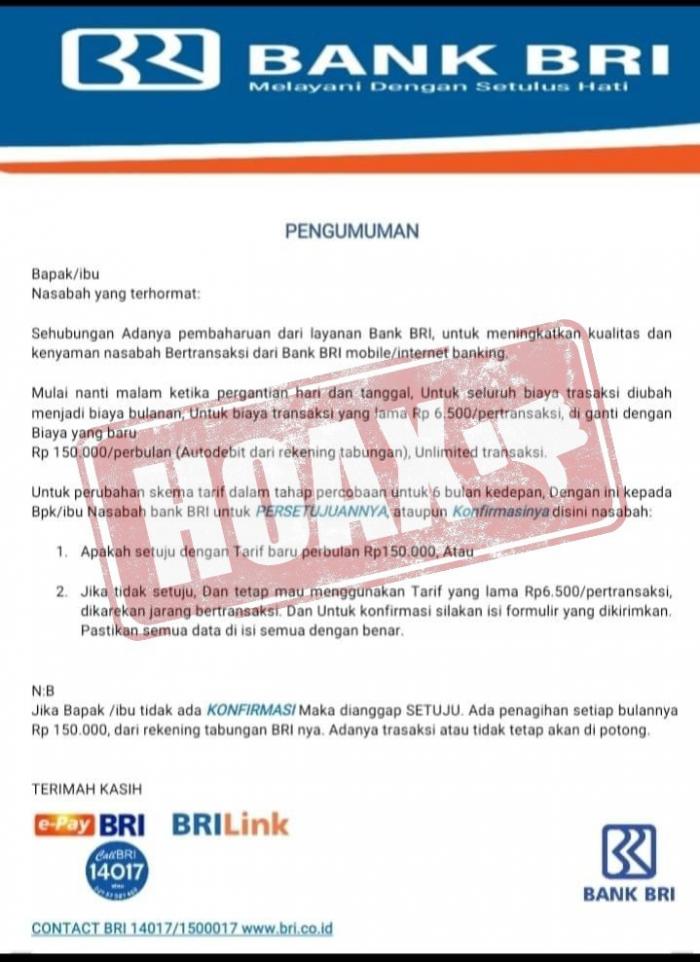 BANK BRI
Melayani Dengan Setulus Hati
PENGUMUMAN
Bapak/ibu
Nasabah yang terhormat:
Sehubungan Adanya pembaharuan dari layanan Bank BRI, untuk meningkatkan kualitas dan
kenyaman nasabah Bertransaksi dari Bank BRI mobile/internet banking.
Mulai nanti malam ketika pergantian hari dan tanggal, Untuk seluruh biaya trasaksi diubah
menjadi biaya bulanan, Untuk biaya transaksi yang lama Rp 6.500/pertransaksi, di ganti dengan
Biaya yang baru
Rp 150.000/perbulan (Autodebit dari rekening tabungan), Unlimited transaksi.
HOAKS
Untuk perubahan skema tarif dalam tahap percobaan untuk 6 bulan kedepan, Dengan ini kepada
Bpk/ibu Nasabah bank BRI untuk PERSETUJUANNYA, ataupun Konfirmasinya disini nasabah:
1. Apakah setuju dengan Tarif baru perbulan Rp150.000, Atau
2. Jika tidak setuju, Dan tetap mau menggunakan Tarif yang lama Rp6.500/pertransaksi,
dikarekan jarang bertransaksi. Dan Untuk konfirmasi silakan isi formulir yang dikirimkan.
Pastikan semua data di isi semua dengan benar.
N:B
Jika Bapak /ibu tidak ada KONFIRMASI Maka dianggap SETUJU. Ada penagihan setiap bulannya
Rp 150.000, dari rekening tabungan BRI nya. Adanya trasaksi atau tidak tetap akan di potong.
TERIMAH KASIH
e-Pay BRI BRILink
CallBRI
14017
BANK BRI
CONTACT BRI 14017/1500017 www.bri.co.id